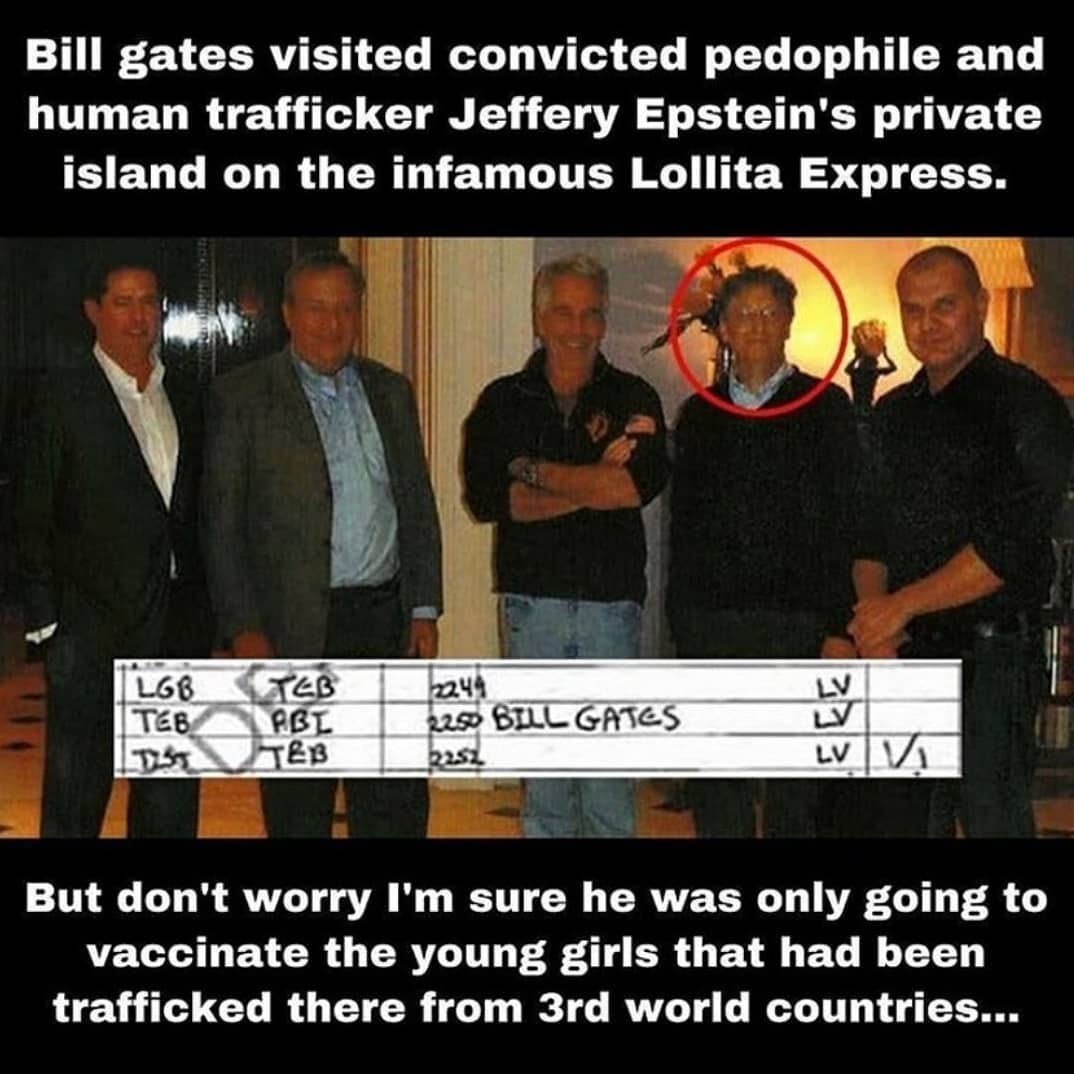 Bill gates visited convicted pedophile and
human trafficker Jeffery Epstein's private
island on the infamous Lollita Express.
LGB TEB 2249 LV
TEB PBI 2250 BILL GATES LV
TEB 2252 LV
But don't worry I'm sure he was only going to
vaccinate the young girls that had been
trafficked there from 3rd world countries...